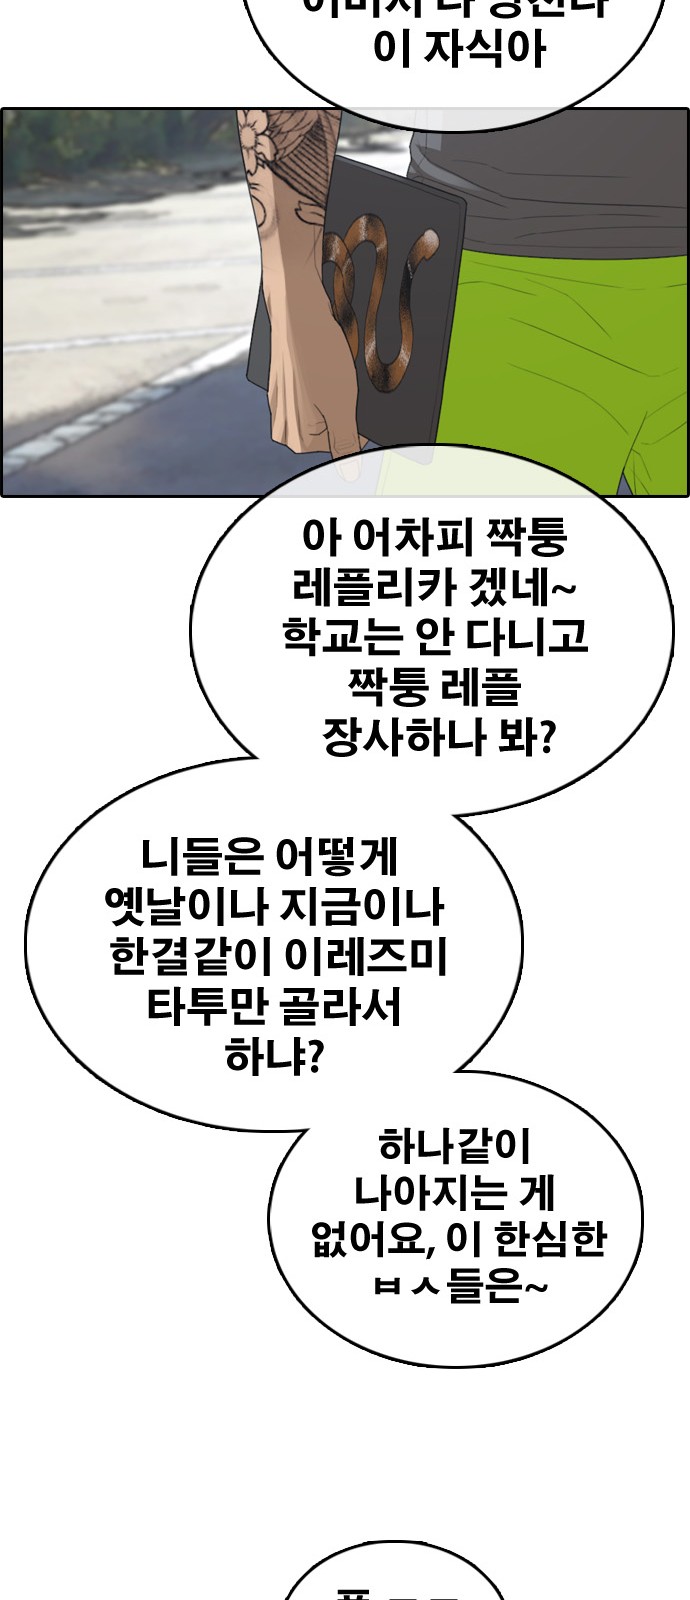 이 자식아
아 어차피 짝퉁
레플리카 겠네~
학교는 안 다니고
짝퉁 레플
장사하나 봐?
니들은 어떻게
옛날이나 지금이나
한결같이 이레즈미
타투만 골라서
하냐?
하나같이
나아지는 게
없어요, 이 한심한
ㅂㅅ들은~